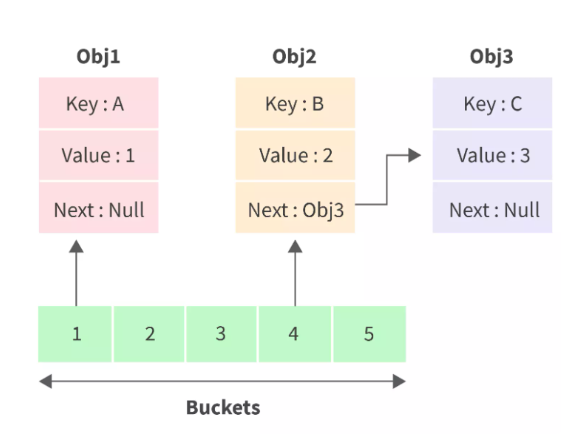 Obj1
Obj2
Obj3
Key : A
Key : B
Key : C
Value : 1
Value : 2
Value : 3
Next : Null
Next : Obj3
Next : Null
1
2
3
4
5
Buckets